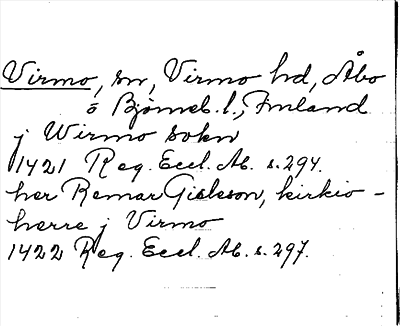 Virmo, sn, Virmo hd, Åbo
o Bjørneb. l., Finland
j Wirmo sokn
1421 Reg. Eccl. Ab. s. 294.
her Remar Gislesson, kirkio-
herre j Virmo
1422 Reg. Eccl. Ab. s. 297.